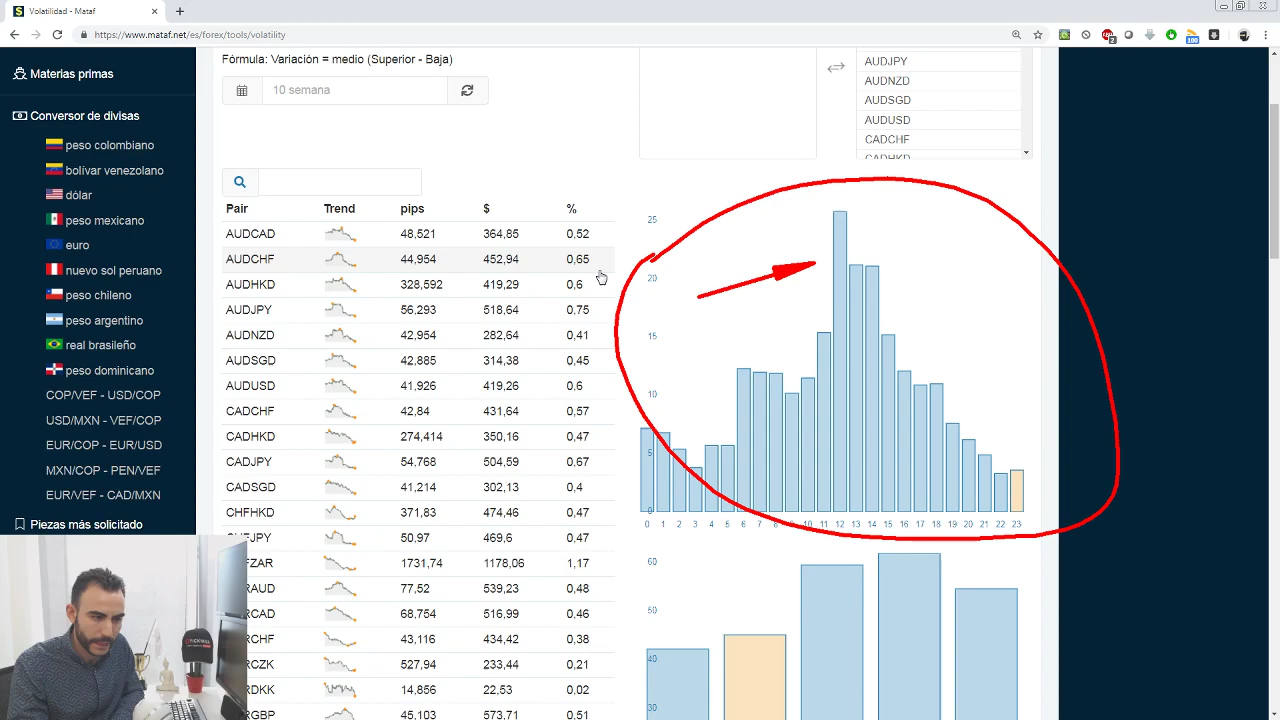 Volatilidad - Mataf
https://www.mataf.net/es/forex/tools/volatility
2
100
Materias primas
Conversor de divisas
peso colombiano
bolívar venezolano
dólar
peso mexicano
euro
nuevo sol peruano
peso chileno
peso argentino
real brasileño
peso dominicano
COP/VEF - USD/COP
USD/MXN - VEF/COP
EUR/COP - EUR/USD
MXN/COP - PEN/VEF
EUR/VEF - CAD/MXN
Piezas más solicitado
Fórmula: Variación = medio (Superior - Baja)
10 semana
AUDJPY
AUDNZD
AUDSGD
AUDUSD
CADCHF
CADHKD
Pair Trend pips $ %
AUDCAD 48,521 364,85 0,52
AUDCHF 44,954 452,94 0,65
AUDHKD 328,592 419,29 0,6
AUDJPY 56,293 518,64 0,75
AUDNZD 42,954 282,64 0,41
AUDSGD 42,885 314,38 0,45
AUDUSD 41,926 419,26 0,6
CADCHF 42,84 431,64 0,57
CADHKD 274,414 350,16 0,47
CADJPY 54,768 504,59 0,67
CADSGD 41,214 302,13 0,4
CHFHKD 371,83 474,46 0,47
JPY 50,97 469,6 0,47
ZAR 1731,74 1178,06 1,17
RAUD 77,52 539,23 0,48
RCAD 68,754 516,99 0,46
RCHF 43,116 434,42 0,38
RCZK 527,94 233,44 0,21
RDKK 14,856 22,53 0,02
RGBP 45,103 573,71 0,51
25
20
15
10
5
0
0 1 2 3 4 5 6 7 8 9 10 11 12 13 14 15 16 17 18 19 20 21 22 23
60
50
40
30